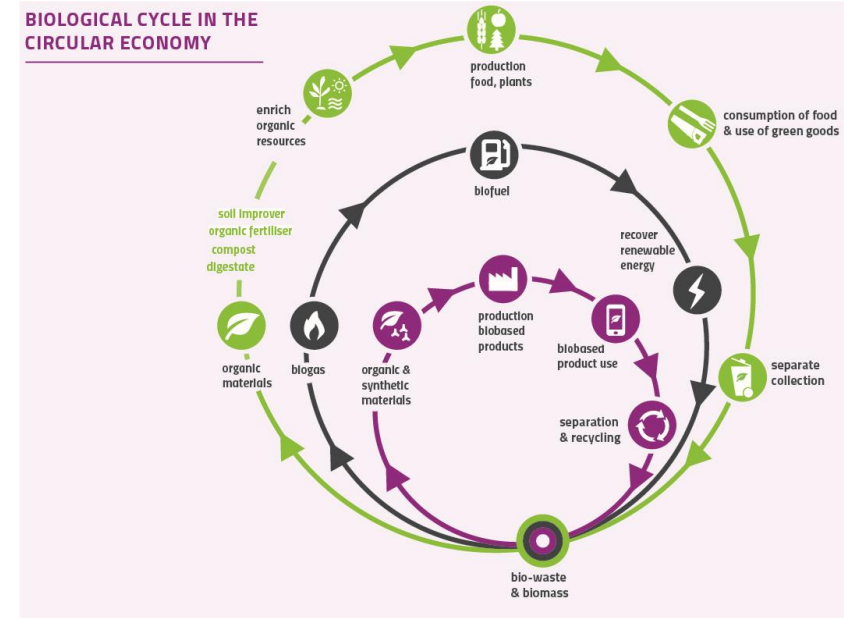 BIOLOGICAL CYCLE IN THE
CIRCULAR ECONOMY
production
food, plants
enrich
organic
resources
consumption of food
& use of green goods
biofuel
soil improver
organic fertiliser
compost
digestate
recover
renewable
energy
production
biobased
products
biobased
product use
organic
materials
biogas
organic &
synthetic
materials
separate
collection
separation
& recycling
bio-waste
& biomass